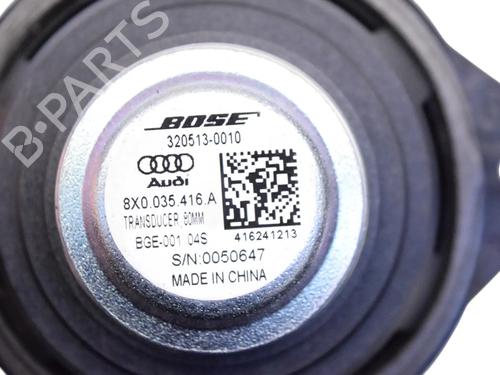 B-PARTS
BOSE
320513-0010
Audi
8X0.035.416.A
TRANSDUCER, 80MM
BGE-001 04S
416241213
S/N:0050647
MADE IN CHINA